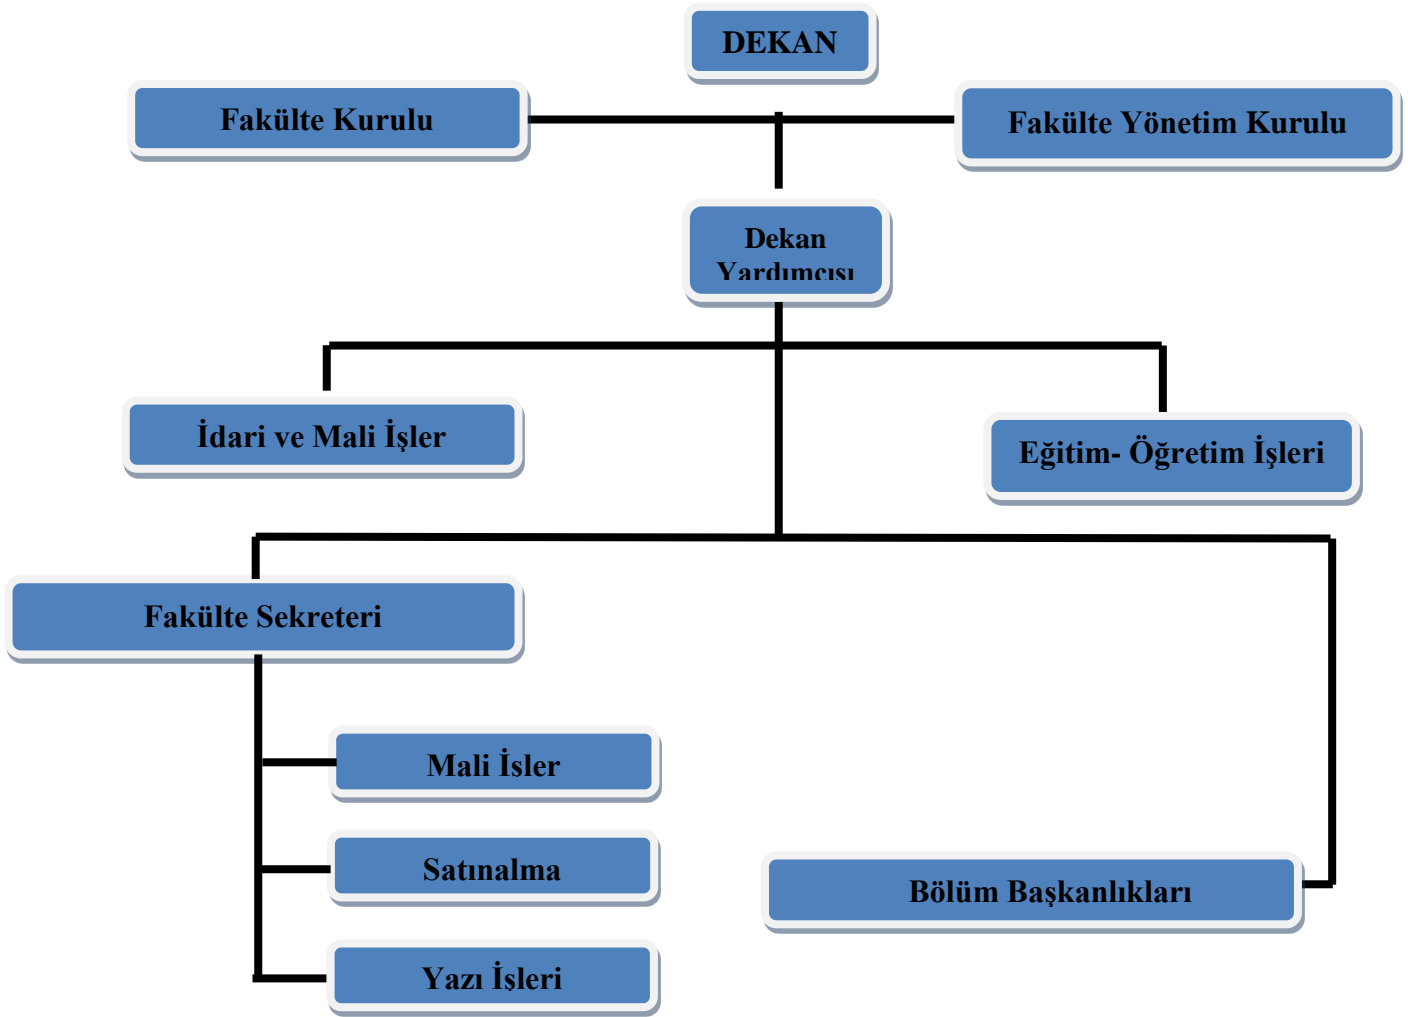 DEKAN
Fakülte Kurulu
Fakülte Yönetim Kurulu
Dekan
Yardımcısı
İdari ve Mali İşler
Eğitim- Öğretim İşleri
Fakülte Sekreteri
Mali İşler
Satınalma
Bölüm Başkanlıkları
Yazı İşleri